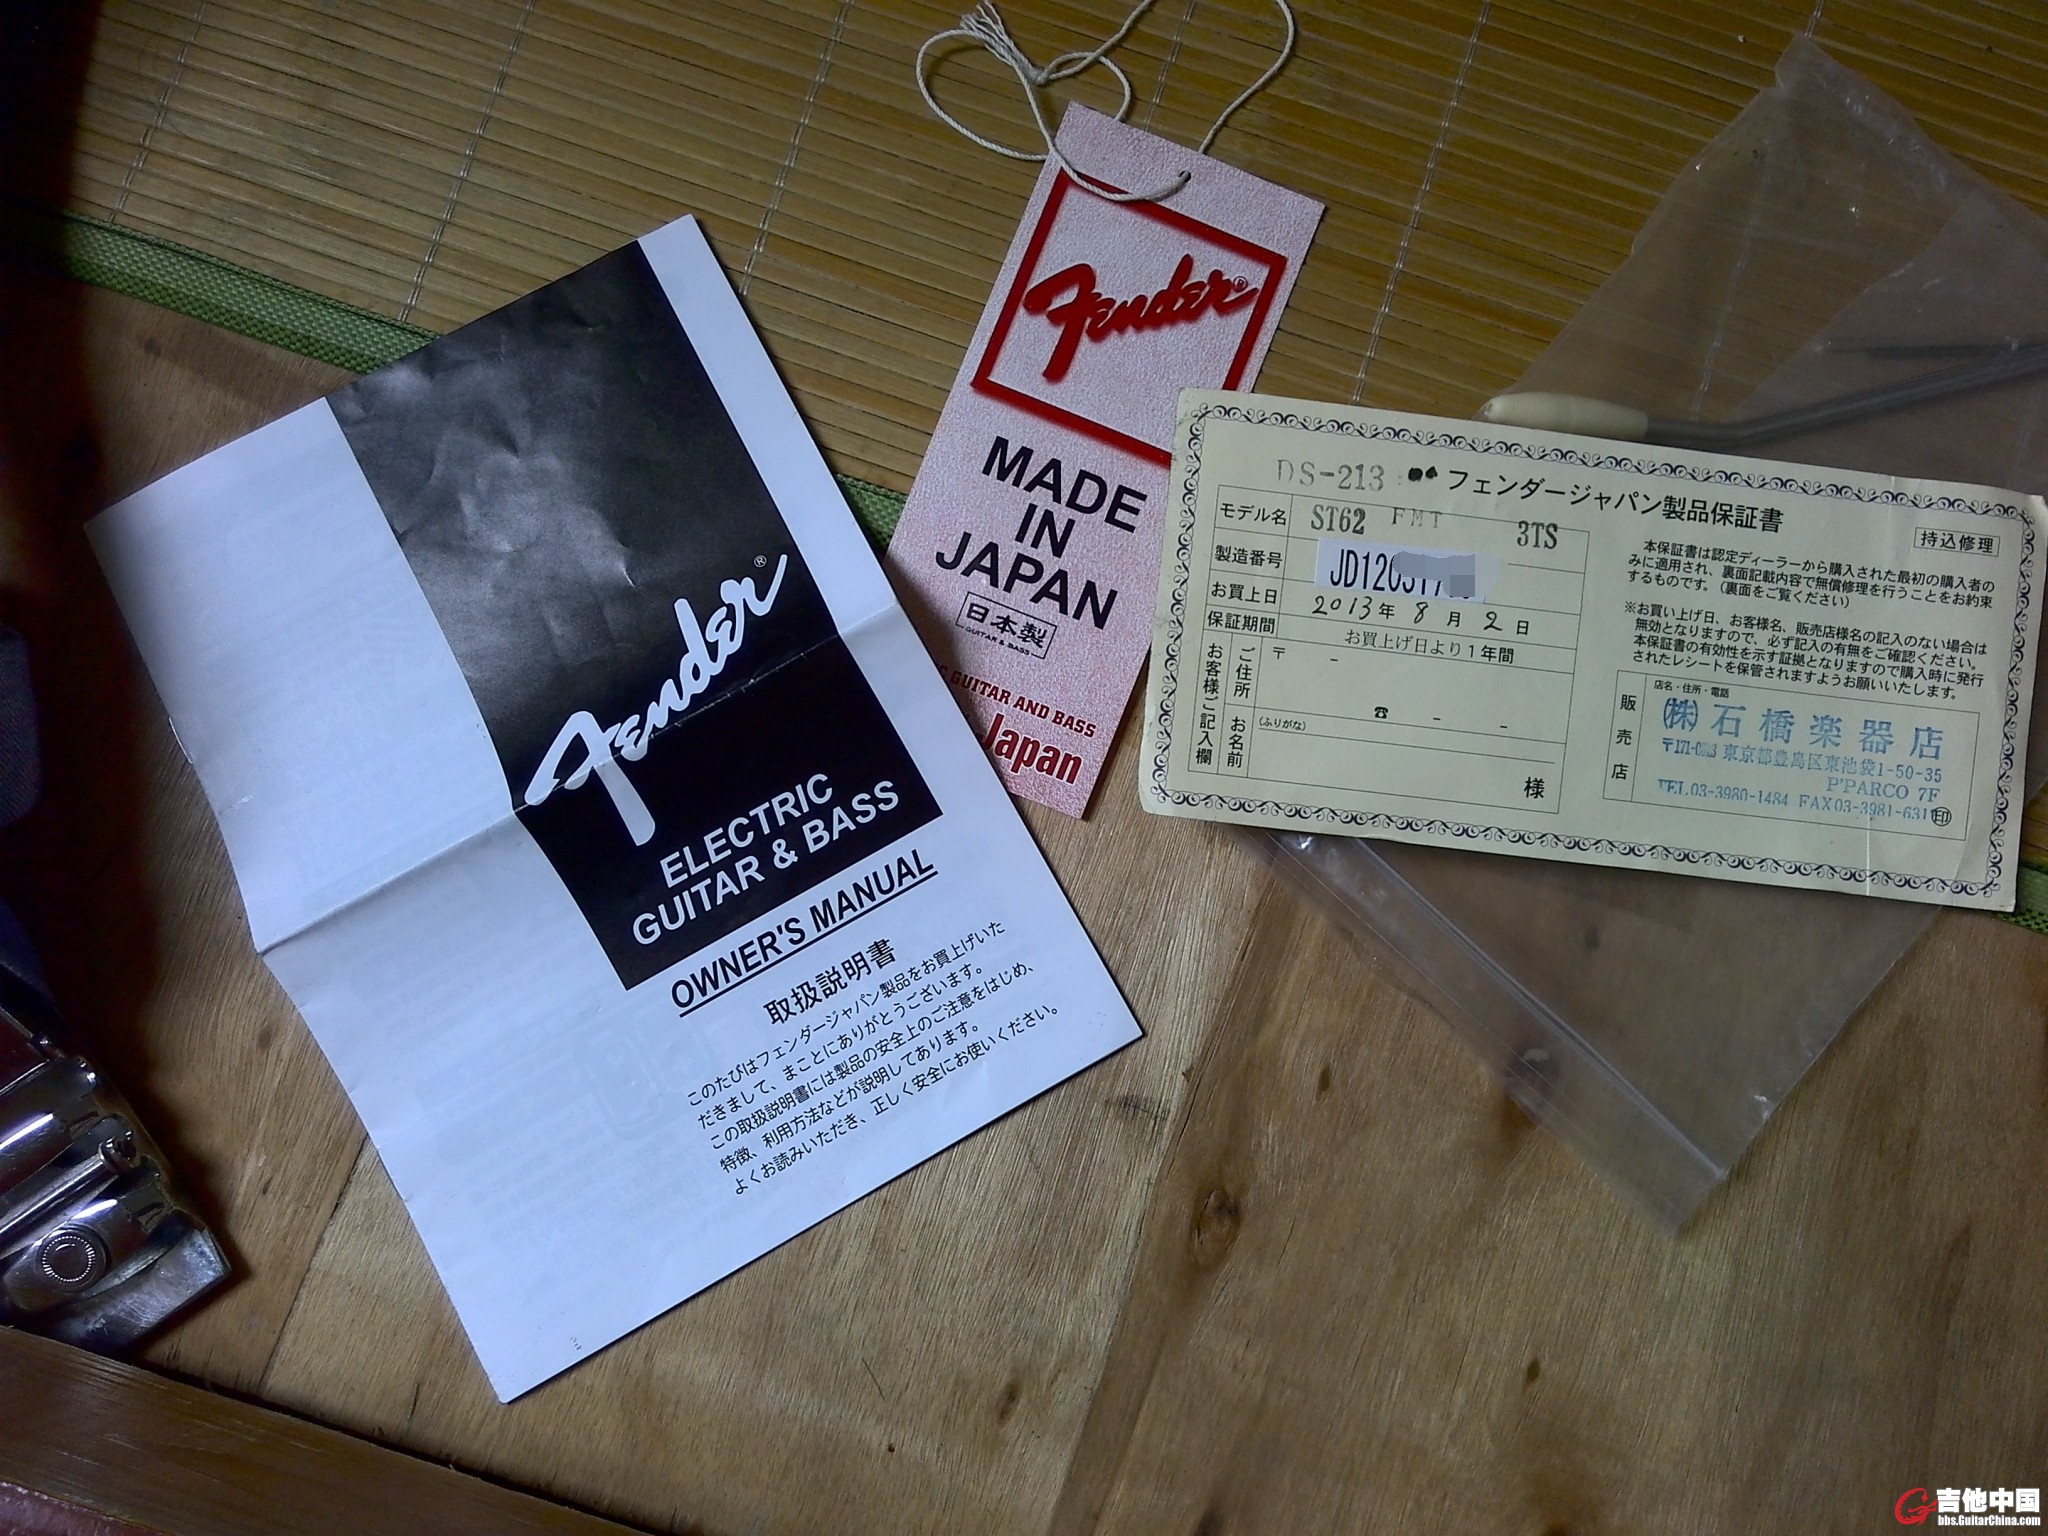 Fender®
ELECTRIC
GUITAR & BASS
OWNER'S MANUAL
取扱説明書
このたびはフェンダージャパン製品をお買上げいた
だきまして、まことにありがとうございます。
この取扱説明書には製品の安全上のご注意をはじめ、
特徴、利用方法などが説明してあります。
よくお読みいただき、正しく安全にお使いください。
Fender®
MADE
IN
JAPAN
日本製
GUITAR & BASS
GUITAR AND BASS
Japan
DS-213
フェンダージャパン製品保証書
モデル名 ST62 FMT 3TS
製造番号
お買上日 2013年 8月 2日
保証期間 お買上げ日より1年間
お客様ご記入欄
ご住所 〒 -
☎ - -
お名前 (ふりがな)
様
持込修理
本保証書は認定ディーラーから購入された最初の購入者の
みに適用され、裏面記載内容で無償修理を行うことをお約束
するものです。(裏面をご覧ください)
※お買い上げ日、お客様名、販売店様名の記入のない場合は
無効となりますので、必ず記入の有無をご確認ください。
本保証書の有効性を示す証拠となりますので購入時に発行
されたレシートを保管されますようお願いいたします。
販売店
店名・住所・電話
(株)石橋楽器店
東京都豊島区東池袋1-50-35
P'PARCO 7F
TEL.03-3980-1484 FAX03-3981-631
印
吉他中国
bbs.GuitarChina.com